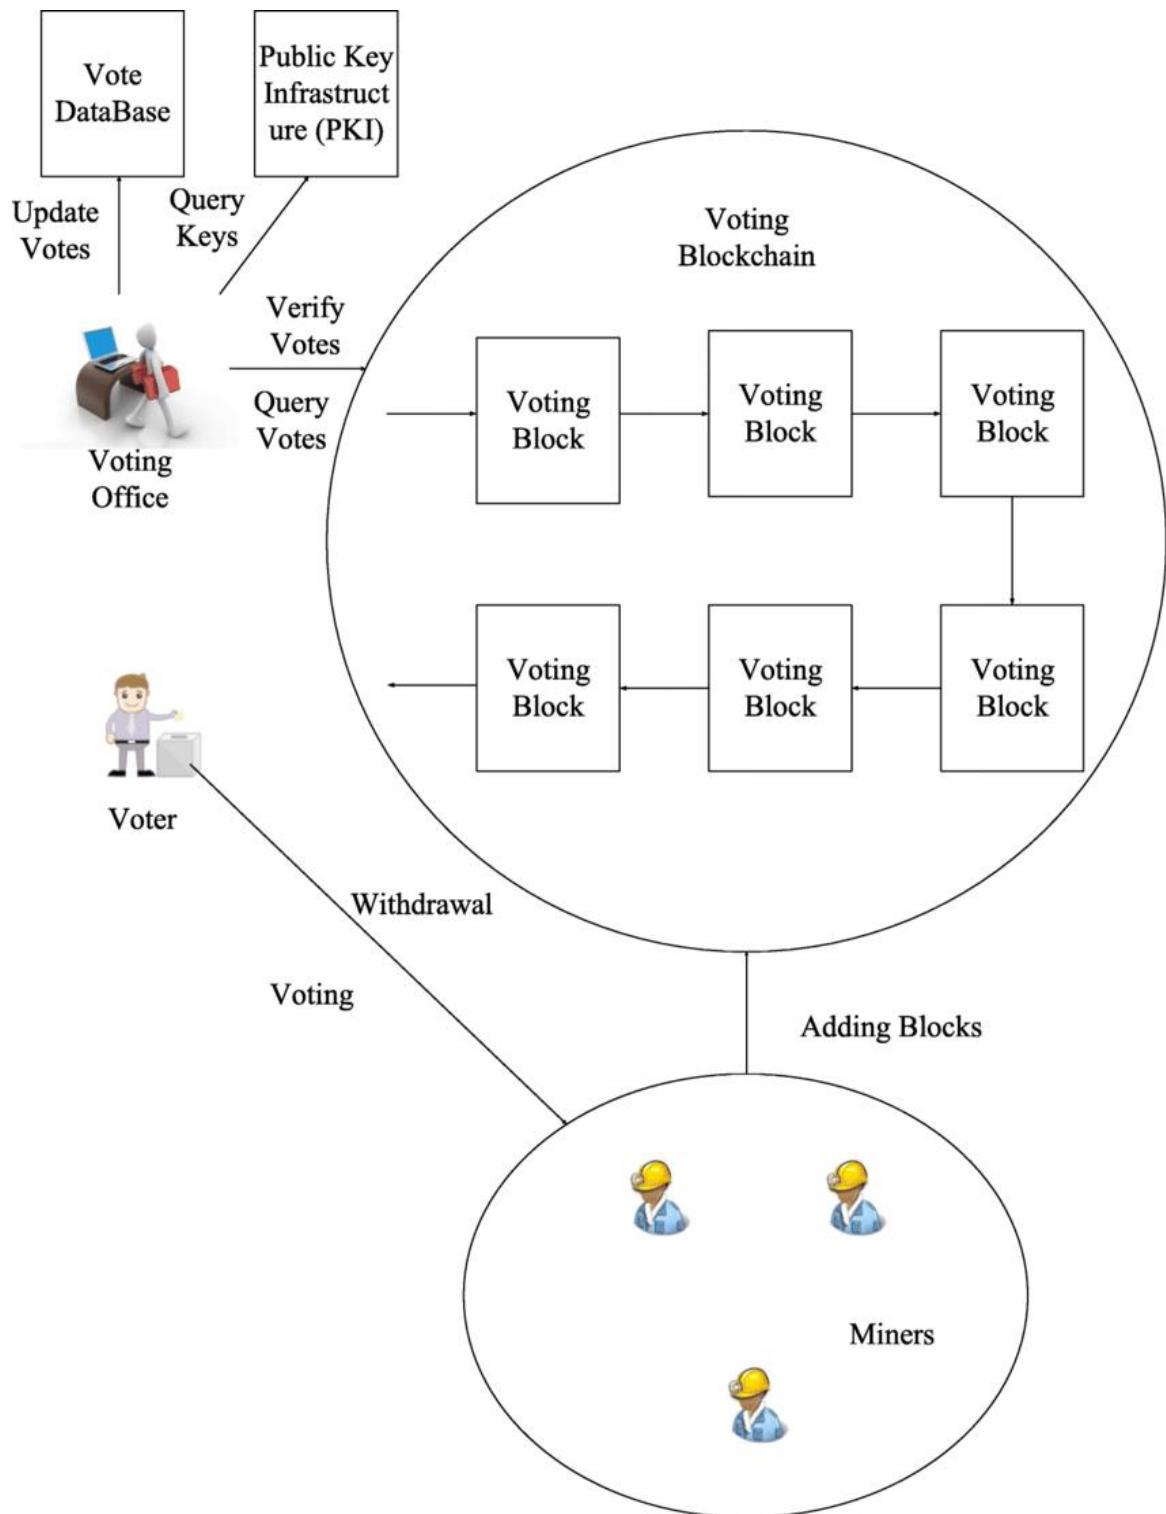 Vote
DataBase
Public Key
Infrastruct
ure (PKI)
Update
Votes
Query
Keys
Voting
Blockchain
Verify
Votes
Query
Votes
Voting
Office
Voting
Block
Voting
Block
Voting
Block
Voting
Block
Voting
Block
Voting
Block
Voter
Withdrawal
Voting
Adding Blocks
Miners